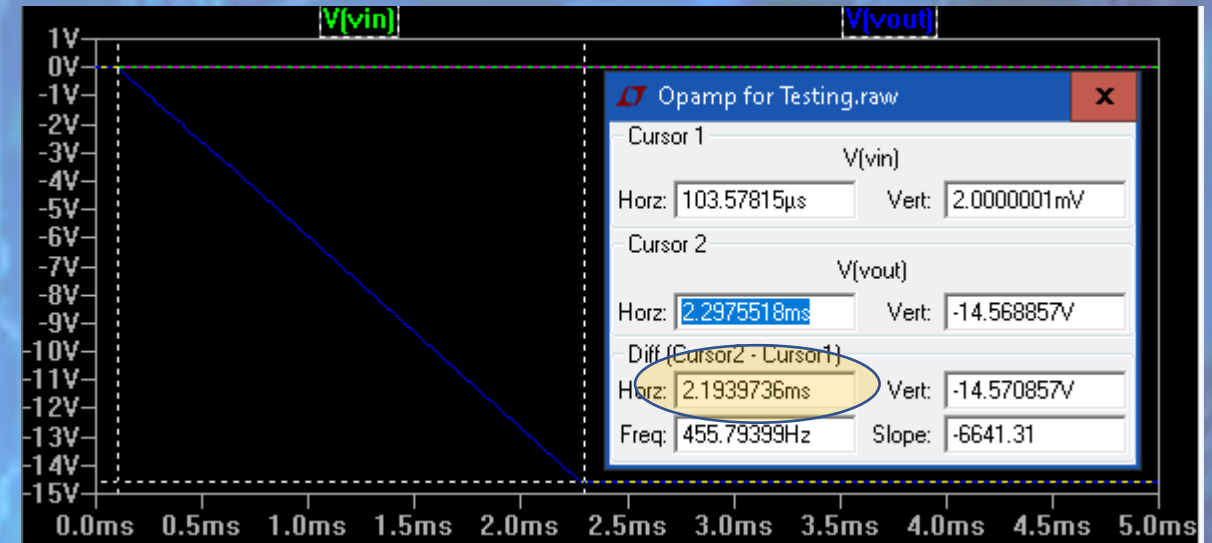 V(vin) V(vout)
1V
0V
-1V
-2V
-3V
-4V
-5V
-6V
-7V
-8V
-9V
-10V
-11V
-12V
-13V
-14V
-15V
0.0ms 0.5ms 1.0ms 1.5ms 2.0ms 2.5ms 3.0ms 3.5ms 4.0ms 4.5ms 5.0ms
Opamp for Testing.raw x
Cursor 1
V(vin)
Horz: 103.57815µs Vert: 2.0000001mV
Cursor 2
V(vout)
Horz: 2.2975518ms Vert: -14.568857V
Diff (Cursor2 - Cursor1)
Horz: 2.1939736ms Vert: -14.570857V
Freq: 455.79399Hz Slope: -6641.31